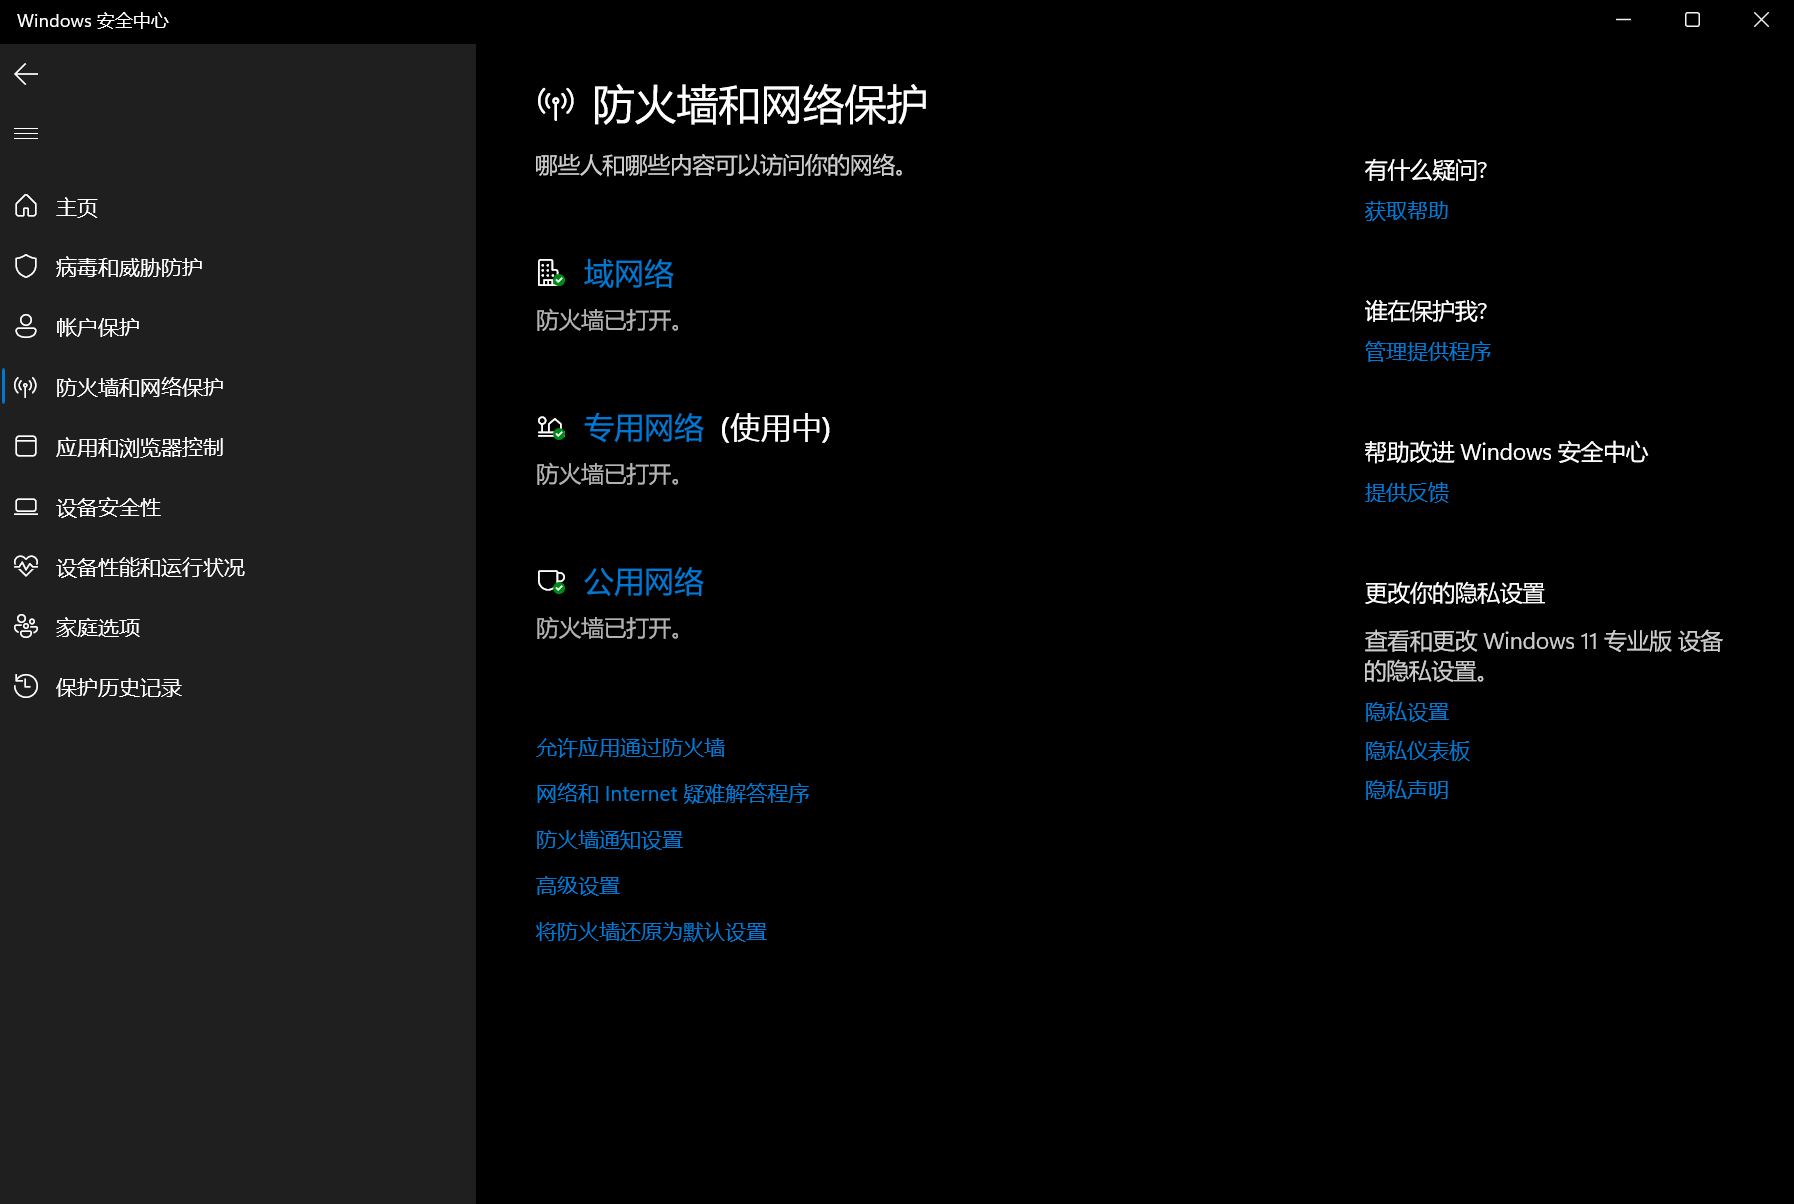 Windows 安全中心
主页
病毒和威胁防护
帐户保护
防火墙和网络保护
应用和浏览器控制
设备安全性
设备性能和运行状况
家庭选项
保护历史记录
防火墙和网络保护
哪些人和哪些内容可以访问你的网络。
域网络
防火墙已打开。
专用网络 (使用中)
防火墙已打开。
公用网络
防火墙已打开。
允许应用通过防火墙
网络和 Internet 疑难解答程序
防火墙通知设置
高级设置
将防火墙还原为默认设置
有什么疑问?
获取帮助
谁在保护我?
管理提供程序
帮助改进 Windows 安全中心
提供反馈
更改你的隐私设置
查看和更改 Windows 11 专业版 设备
的隐私设置。
隐私设置
隐私仪表板
隐私声明